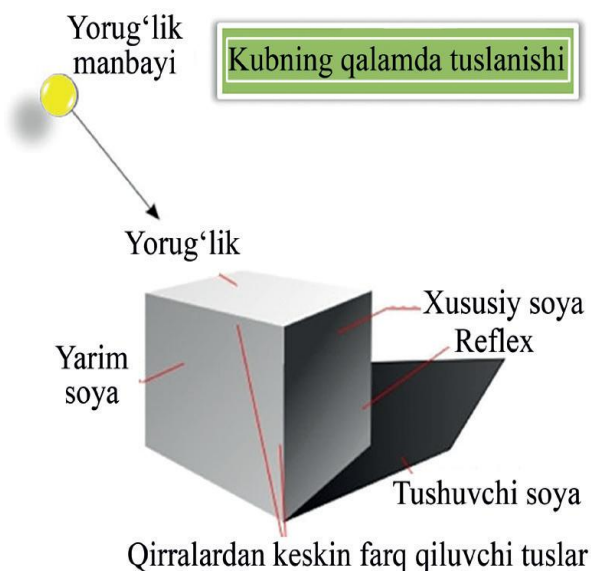 Yorug‘lik
manbayi
Kubning qalamda tuslanishi
Yorug‘lik
Xususiy soya
Reflex
Yarim
soya
Tushuvchi soya
Qirralardan keskin farq qiluvchi tuslar